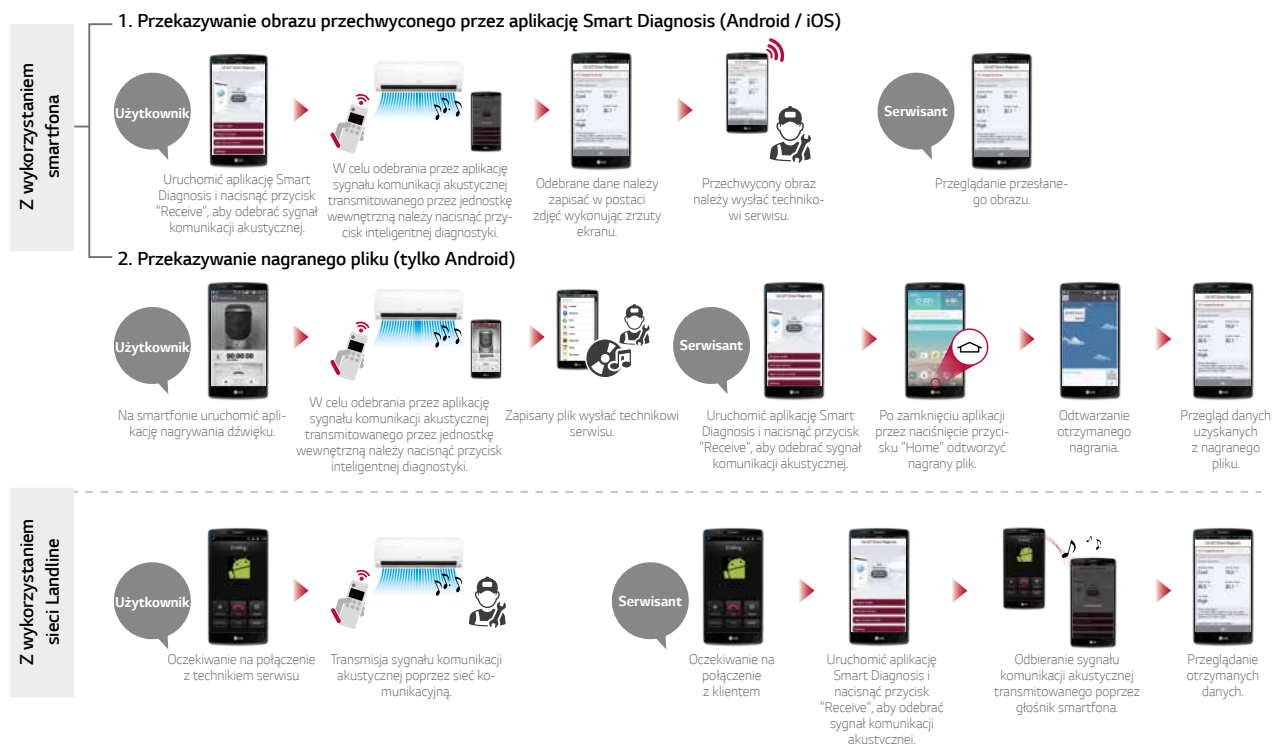 Z wykorzystaniem
smartfona
1. Przekazywanie obrazu przechwyconego przez aplikację Smart Diagnosis (Android / iOS)
Użytkownik
Uruchomić aplikację Smart
Diagnosis i nacisnąć przycisk
"Receive", aby odebrać sygnał
komunikacji akustycznej.
W celu odebrania przez aplikację
sygnału komunikacji akustycznej
transmitowanego przez jednostkę
wewnętrzną należy nacisnąć przy-
cisk inteligentnej diagnostyki.
Odebrane dane należy
zapisać w postaci
zdjęć wykonując zrzuty
ekranu.
Przechwycony obraz
należy wysłać techniko-
wi serwisu.
Serwisant
Przeglądanie przesłane-
go obrazu.
2. Przekazywanie nagranego pliku (tylko Android)
Użytkownik
00:00:00
Na smartfonie uruchomić apli-
kację nagrywania dźwięku.
W celu odebrania przez aplikację
sygnału komunikacji akustycznej
transmitowanego przez jednostkę
wewnętrzną należy nacisnąć przycisk
inteligentnej diagnostyki.
Zapisany plik wysłać technikowi
serwisu.
Serwisant
Uruchomić aplikację Smart
Diagnosis i nacisnąć przycisk
"Receive", aby odebrać sygnał
komunikacji akustycznej.
Po zamknięciu aplikacji
przez naciśnięcie przyci-
sku "Home" odtworzyć
nagrany plik.
Odtwarzanie
otrzymanego
nagrania.
Przegląd danych
uzyskanych
z nagranego
pliku.
Z wykorzystaniem
sieci Landline
Użytkownik
Oczekiwanie na połączenie
z technikiem serwisu
Transmisja sygnału komunikacji
akustycznej poprzez sieć ko-
munikacyjną.
Serwisant
Oczekiwanie na
połączenie
z klientem
Uruchomić aplikację
Smart Diagnosis i
nacisnąć przycisk
"Receive", aby odebrać
sygnał komunikacji
akustycznej.
Odbieranie sygnału
komunikacji akustycznej
transmitowanego poprzez
głośnik smartfona.
Przeglądanie
otrzymanych
danych.